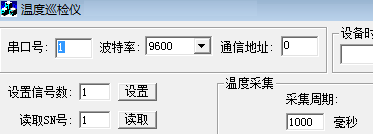 温度巡检仪
串口号: 1 波特率: 9600 通信地址: 0 设备时
设置信号数: 1 设置 温度采集
采集周期:
读取SN号: 1 读取 1000 毫秒